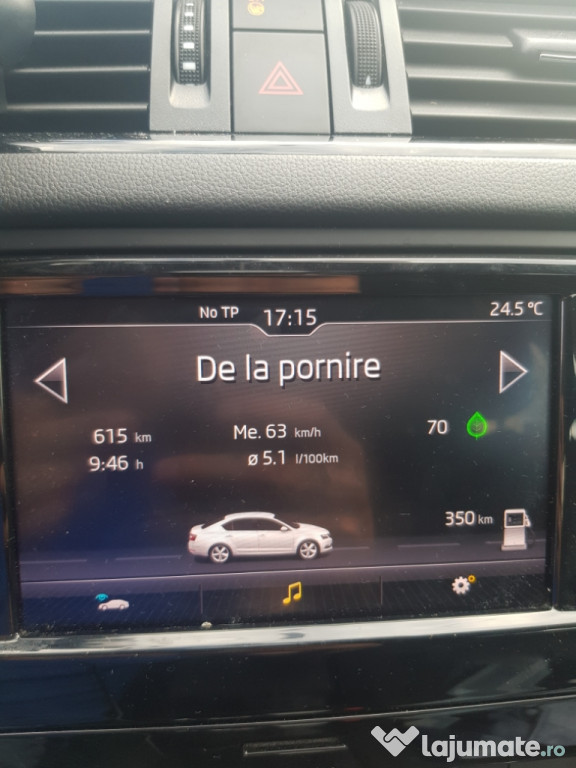 No TP 17:15 24.5 °C
De la pornire
615 km Me. 63 km/h 70
9:46 h ø 5.1 l/100km
350 km
lajumate.ro